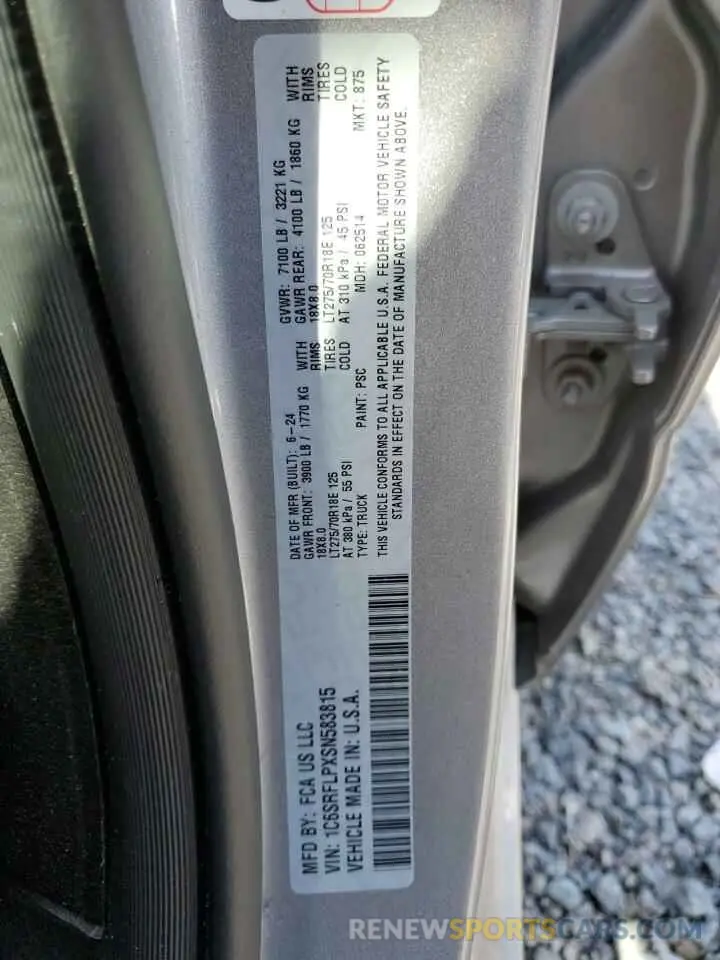 MFD BY: FCA US LLC
VIN: 1C6SRFLPXSN583815
VEHICLE MADE IN: U.S.A.
DATE OF MFR (BUILT): 6-24 GVWR: 7100 LB / 3221 KG
GAWR FRONT: 3900 LB / 1770 KG WITH GAWR REAR: 4100 LB / 1860 KG WITH
18X8.0 RIMS 18X8.0 RIMS
LT275/70R18E 125 TIRES LT275/70R18E 125 TIRES
AT 380 kPa / 55 PSI COLD AT 310 kPa / 45 PSI COLD
TYPE: TRUCK PAINT: PSC MDH: 062514 MKT: 875
THIS VEHICLE CONFORMS TO ALL APPLICABLE U.S.A. FEDERAL MOTOR VEHICLE SAFETY
STANDARDS IN EFFECT ON THE DATE OF MANUFACTURE SHOWN ABOVE.
RENEWSPORTSCARS.COM